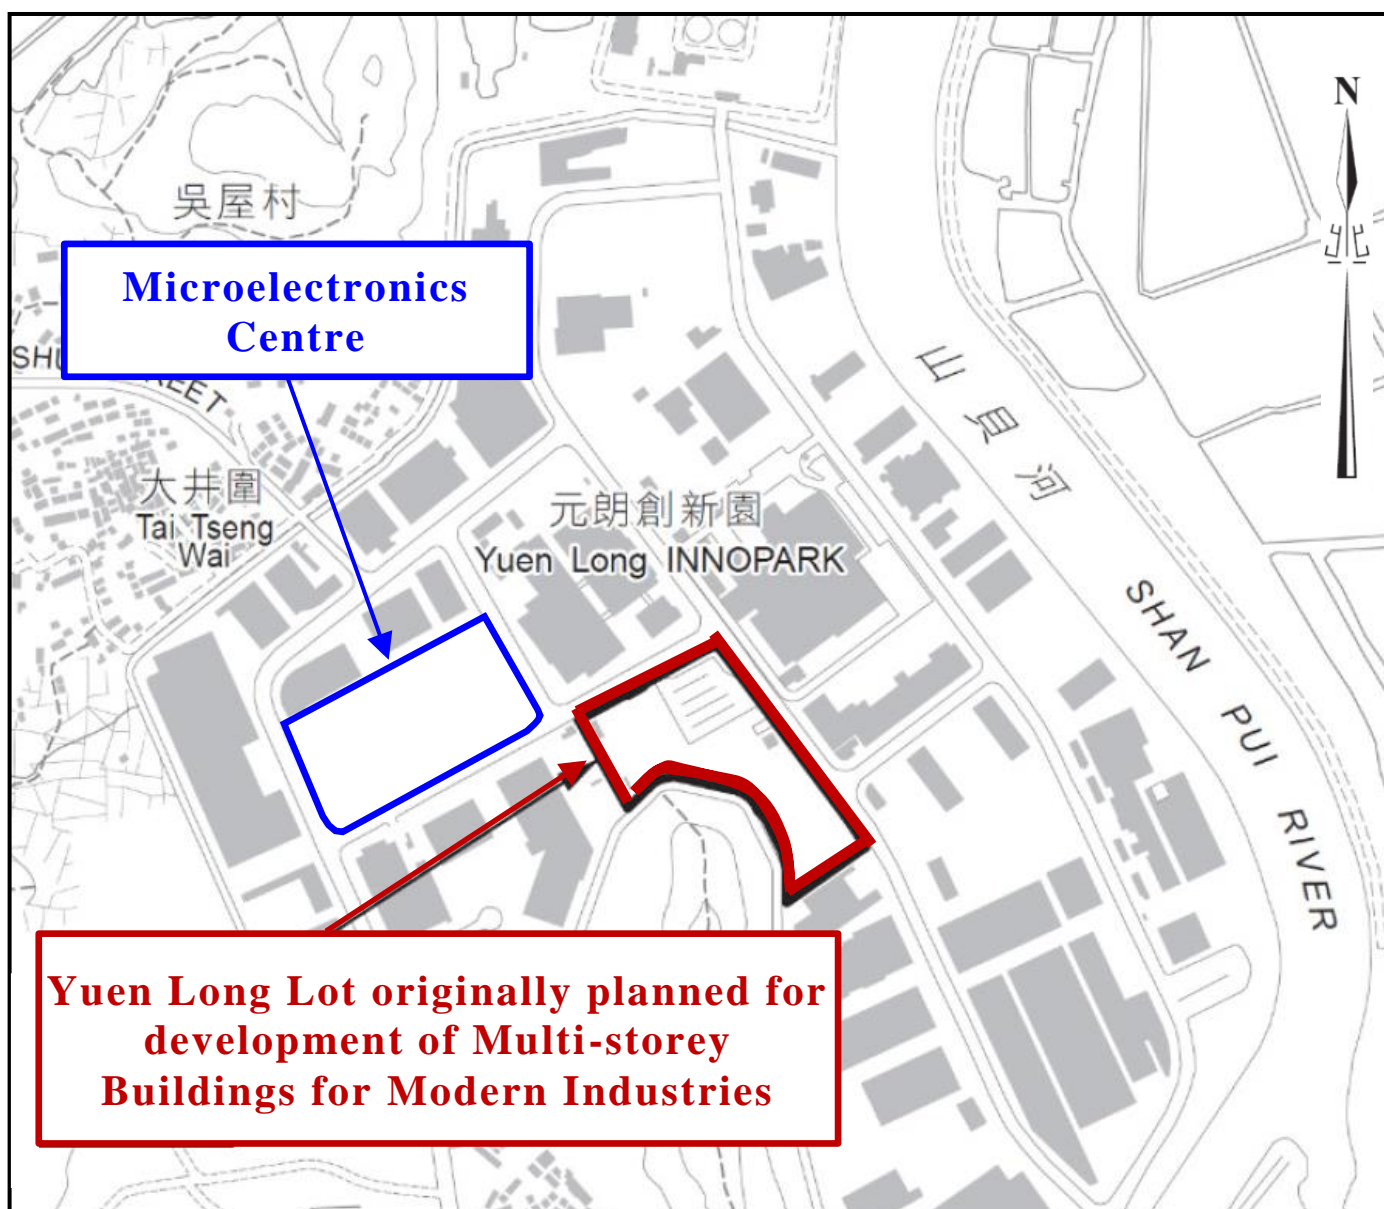 N
北
吳屋村
Microelectronics
Centre
SHU
REET
山貝河
大井圍
Tai Tseng
Wai
元朗創新園
Yuen Long INNOPARK
SHAN PUI RIVER
Yuen Long Lot originally planned for
development of Multi-storey
Buildings for Modern Industries